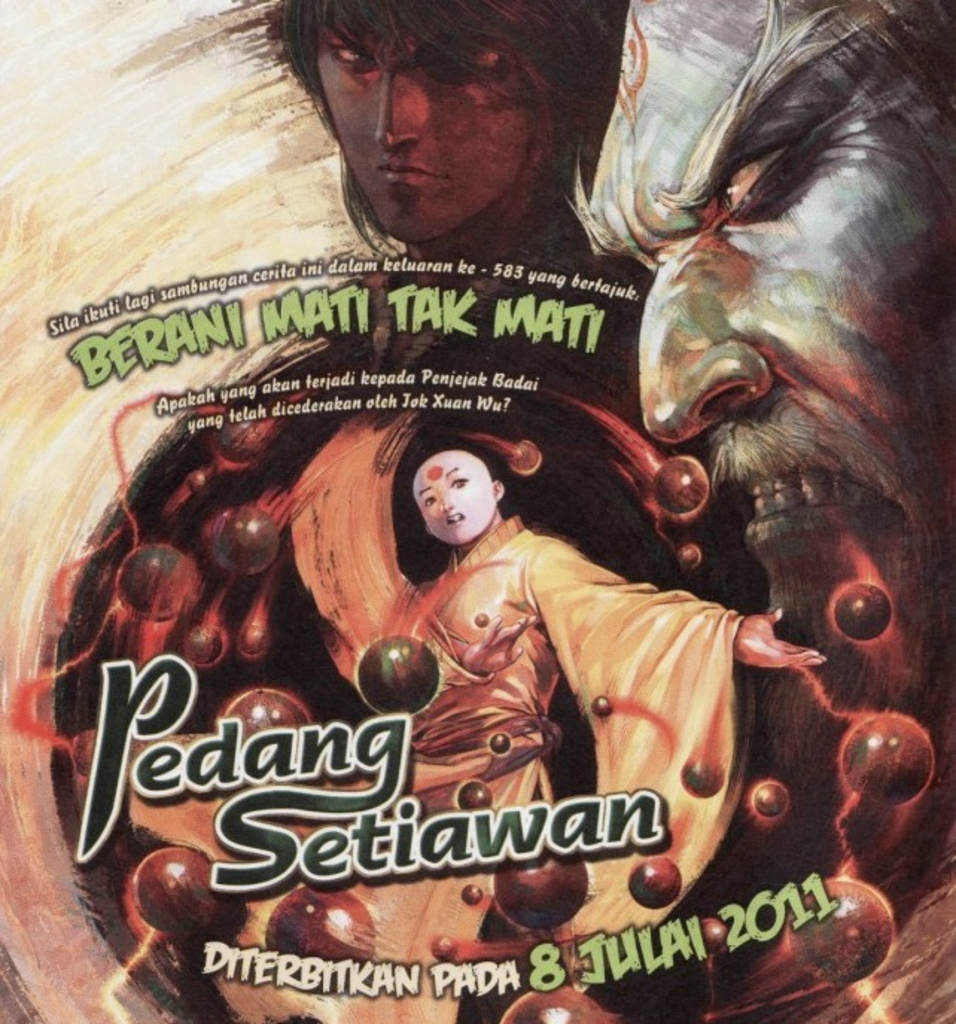 Sila ikuti lagi sambungan cerita ini dalam keluaran ke - 583 yang bertajuk:
BERANI MATI TAK MATI
Apakah yang akan terjadi kepada Penjejak Badai
yang telah dicederakan oleh Tok Xuan Wu?
Pedang
Setiawan
DITERBITKAN PADA 8 JULAI 2011